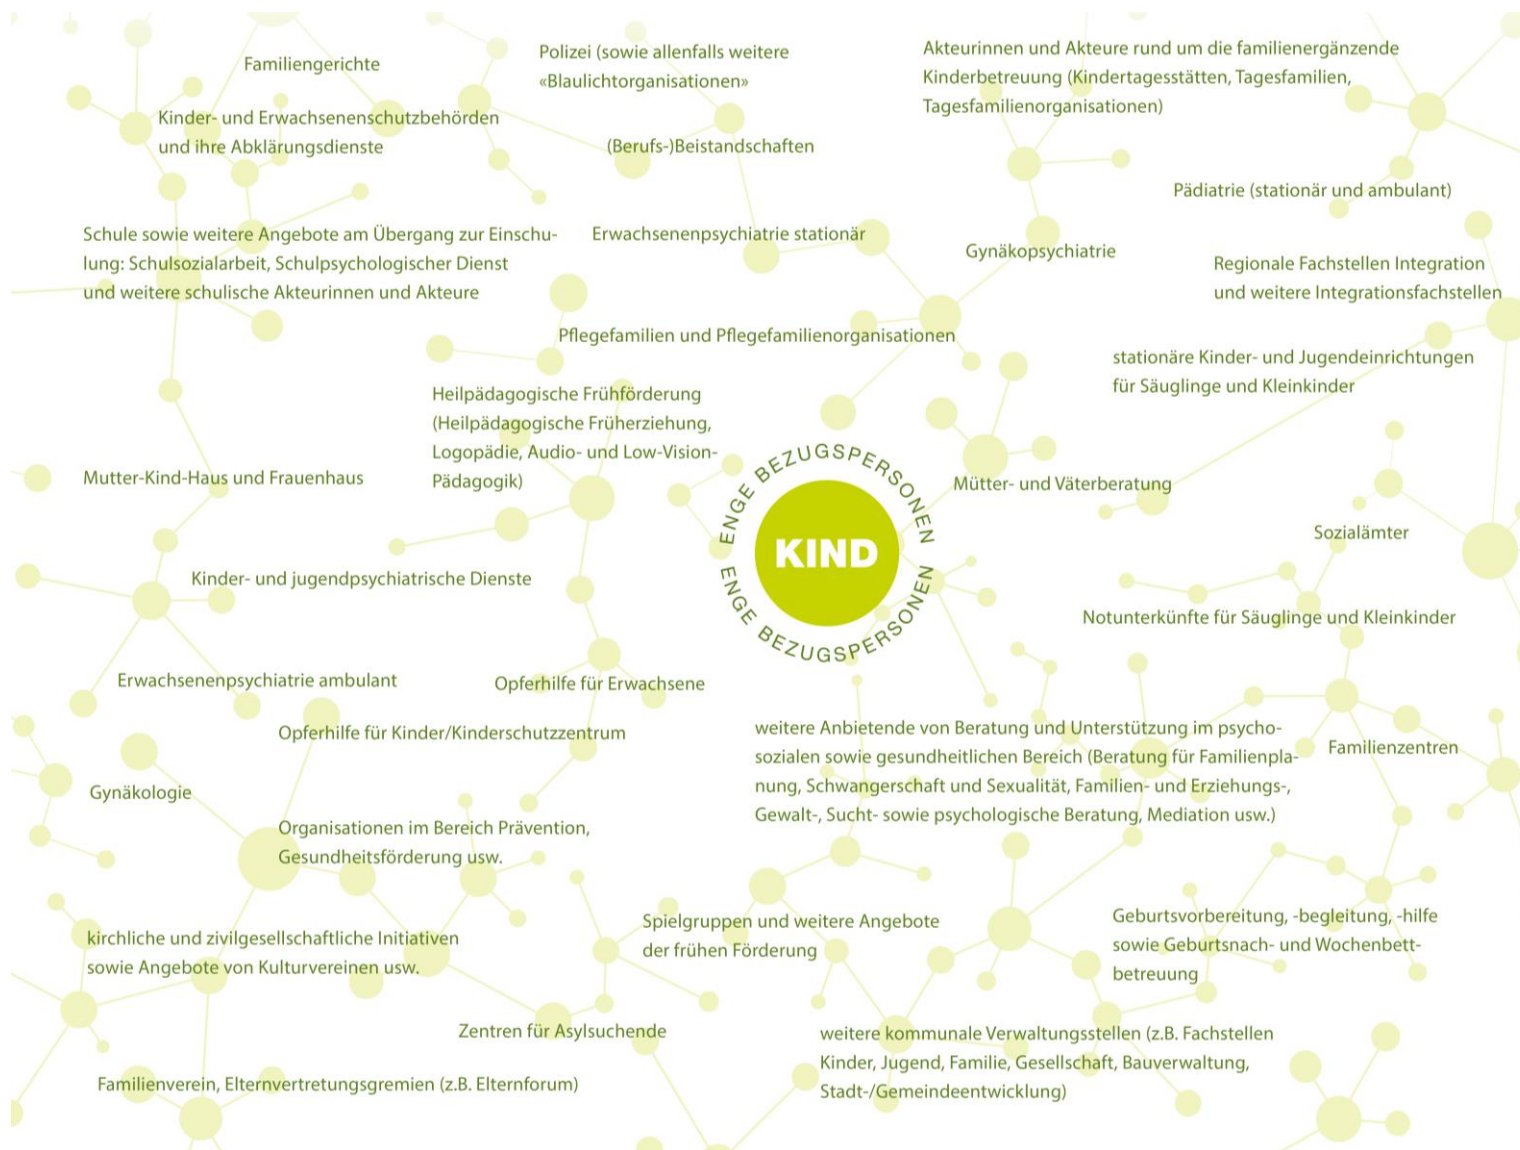 Familiengerichte
Polizei (sowie allenfalls weitere
«Blaulichtorganisationen»
Akteurinnen und Akteure rund um die familienergänzende
Kinderbetreuung (Kindertagesstätten, Tagesfamilien,
Tagesfamilienorganisationen)
Kinder- und Erwachsenenschutzbehörden
und ihre Abklärungsdienste
(Berufs-)Beistandschaften
Pädiatrie (stationär und ambulant)
Schule sowie weitere Angebote am Übergang zur Einschu-
lung: Schulsozialarbeit, Schulpsychologischer Dienst
und weitere schulische Akteurinnen und Akteure
Erwachsenenpsychiatrie stationär
Gynäkopsychiatrie
Regionale Fachstellen Integration
und weitere Integrationsfachstellen
Pflegefamilien und Pflegefamilienorganisationen
stationäre Kinder- und Jugendeinrichtungen
für Säuglinge und Kleinkinder
Heilpädagogische Frühförderung
(Heilpädagogische Früherziehung,
Logopädie, Audio- und Low-Vision-
Pädagogik)
Mutter-Kind-Haus und Frauenhaus
ENGE BEZUGSPERSONEN
KIND
ENGE BEZUGSPERSONEN
Mütter- und Väterberatung
Sozialämter
Kinder- und jugendpsychiatrische Dienste
Notunterkünfte für Säuglinge und Kleinkinder
Erwachsenenpsychiatrie ambulant
Opferhilfe für Erwachsene
Opferhilfe für Kinder/Kinderschutzzentrum
weitere Anbietende von Beratung und Unterstützung im psycho-
sozialen sowie gesundheitlichen Bereich (Beratung für Familienpla-
nung, Schwangerschaft und Sexualität, Familien- und Erziehungs-,
Gewalt-, Sucht- sowie psychologische Beratung, Mediation usw.)
Familienzentren
Gynäkologie
Organisationen im Bereich Prävention,
Gesundheitsförderung usw.
kirchliche und zivilgesellschaftliche Initiativen
sowie Angebote von Kulturvereinen usw.
Spielgruppen und weitere Angebote
der frühen Förderung
Geburtsvorbereitung, -begleitung, -hilfe
sowie Geburtsnach- und Wochenbett-
betreuung
Zentren für Asylsuchende
weitere kommunale Verwaltungsstellen (z.B. Fachstellen
Kinder, Jugend, Familie, Gesellschaft, Bauverwaltung,
Stadt-/Gemeindeentwicklung)
Familienverein, Elternvertretungsgremien (z.B. Elternforum)